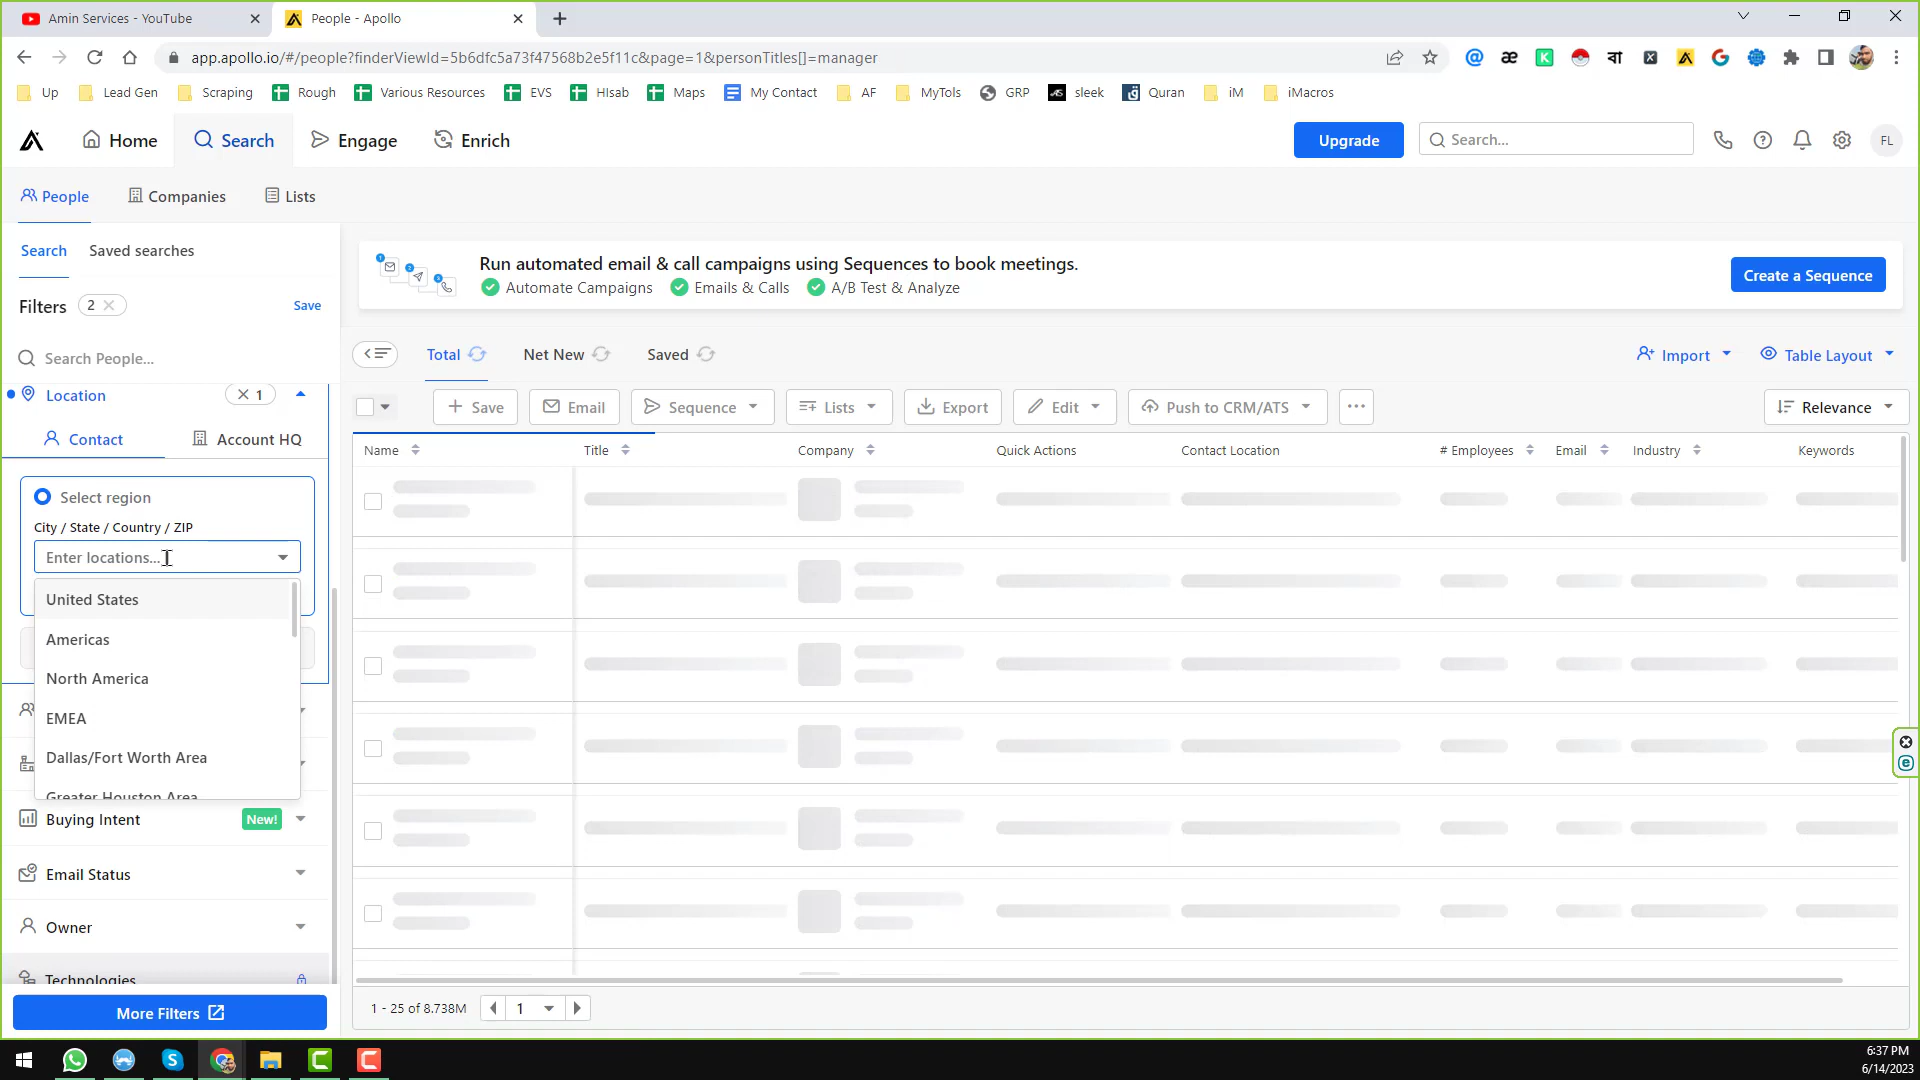 Amin Services - YouTube
People - Apollo
app.apollo.io/#/people?finderViewId=5b6dfc5a73f47568b2e5f11c&page=1&personTitles[]=manager
Up
Lead Gen
Scraping
Rough
Various Resources
EVS
HIsab
Maps
My Contact
AF
MyTols
GRP
sleek
Quran
iM
iMacros
Home
Search
Engage
Enrich
Upgrade
Search...
FL
People
Companies
Lists
Search
Saved searches
Filters
2
Save
Search People...
Location
1
Contact
Account HQ
Select region
City / State / Country / ZIP
Enter locations...
United States
Americas
North America
EMEA
Dallas/Fort Worth Area
Greater Houston Area
Buying Intent
New!
Email Status
Owner
Technologies
More Filters
Run automated email & call campaigns using Sequences to book meetings.
Automate Campaigns
Emails & Calls
A/B Test & Analyze
Create a Sequence
Total
Net New
Saved
Import
Table Layout
Save
Email
Sequence
Lists
Export
Edit
Push to CRM/ATS
Relevance
Name
Title
Company
Quick Actions
Contact Location
# Employees
Email
Industry
Keywords
1 - 25 of 8.738M
1
6:37 PM
6/14/2023